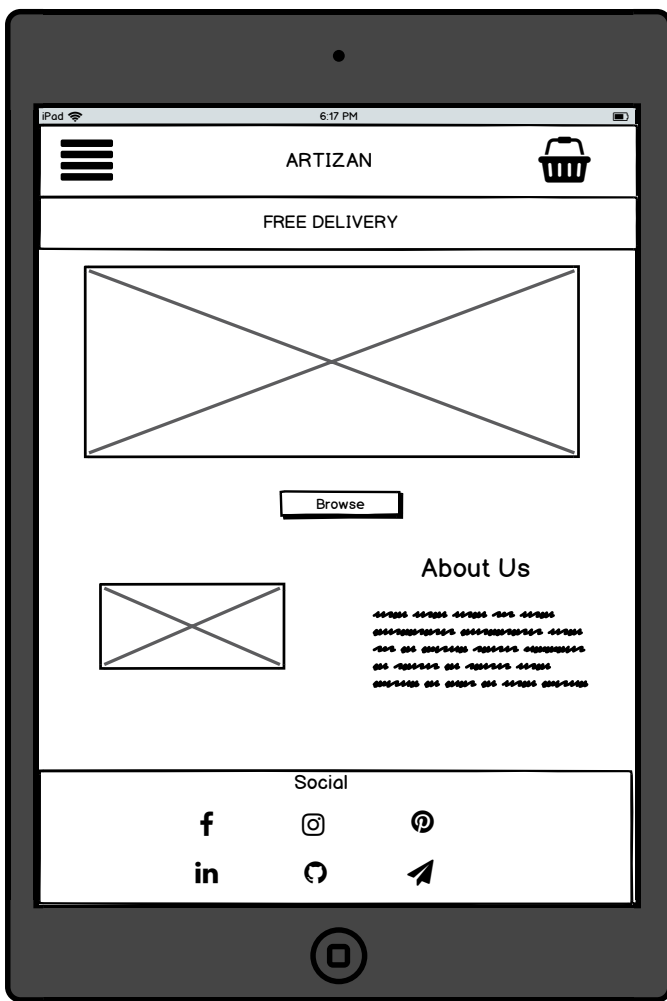 iPad 6:17 PM
ARTIZAN
FREE DELIVERY
Browse
About Us
Social